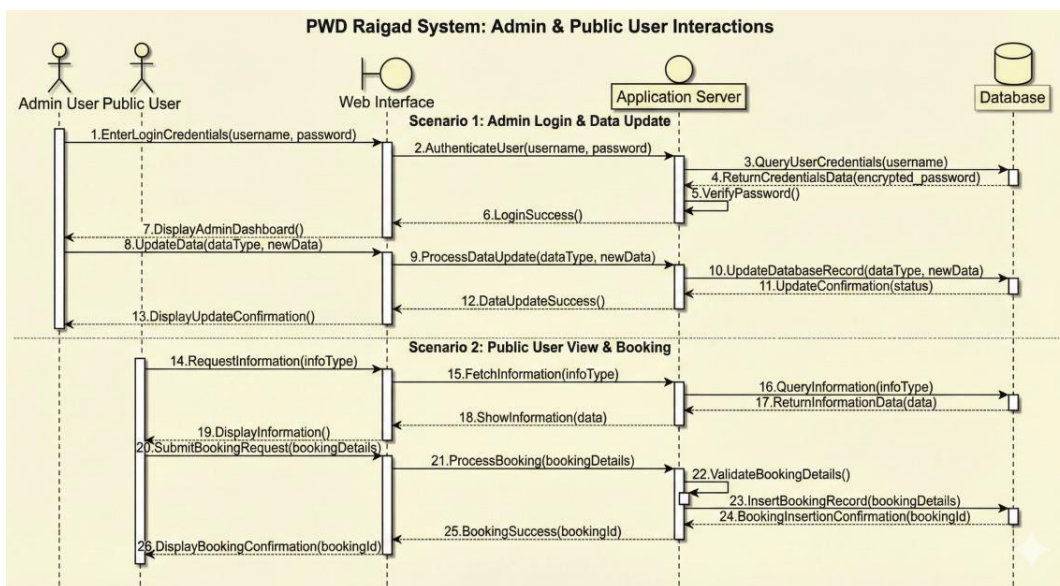 PWD Raigad System: Admin & Public User Interactions
Admin User
Public User
Web Interface
Application Server
Database
Scenario 1: Admin Login & Data Update
1.EnterLoginCredentials(username, password)
2.AuthenticateUser(username, password)
3.QueryUserCredentials(username)
4.ReturnCredentialsData(encrypted_password)
5.VerifyPassword()
6.LoginSuccess()
7.DisplayAdminDashboard()
8.UpdateData(dataType, newData)
9.ProcessDataUpdate(dataType, newData)
10.UpdateDatabaseRecord(dataType, newData)
11.UpdateConfirmation(status)
12.DataUpdateSuccess()
13.DisplayUpdateConfirmation()
Scenario 2: Public User View & Booking
14.RequestInformation(infoType)
15.FetchInformation(infoType)
16.QueryInformation(infoType)
17.ReturnInformationData(data)
18.ShowInformation(data)
19.DisplayInformation()
20.SubmitBookingRequest(bookingDetails)
21.ProcessBooking(bookingDetails)
22.ValidateBookingDetails()
23.InsertBookingRecord(bookingDetails)
24.BookingInsertionConfirmation(bookingId)
25.BookingSuccess(bookingId)
26.DisplayBookingConfirmation(bookingId)